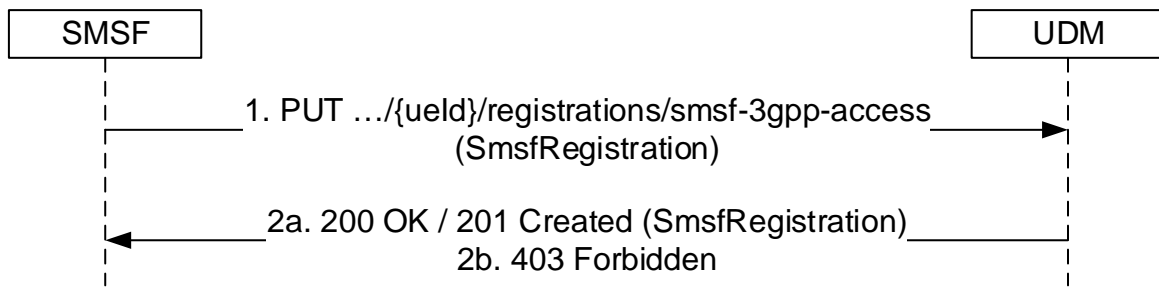 SMSF
UDM
1. PUT …/{ueId}/registrations/smsf-3gpp-access
(SmsfRegistration)
2a. 200 OK / 201 Created (SmsfRegistration)
2b. 403 Forbidden